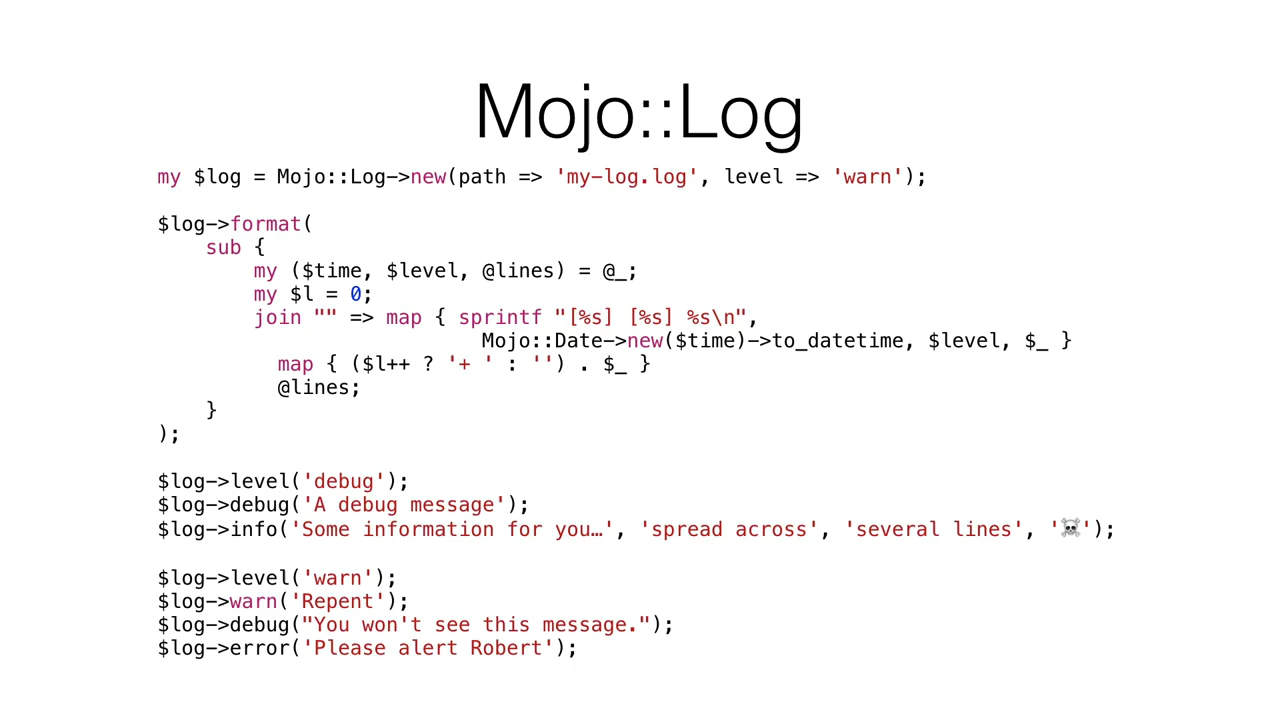 Mojo::Log
my $log = Mojo::Log->new(path => 'my-log.log', level => 'warn');
$log->format(
    sub {
        my ($time, $level, @lines) = @_;
        my $l = 0;
        join "" => map { sprintf "[%s] [%s] %s\n",
                           Mojo::Date->new($time)->to_datetime, $level, $_ }
          map { ($l++ ? '+ ' : '') . $_ }
          @lines;
    }
);
$log->level('debug');
$log->debug('A debug message');
$log->info('Some information for you…', 'spread across', 'several lines', '☠️');
$log->level('warn');
$log->warn('Repent');
$log->debug("You won't see this message.");
$log->error('Please alert Robert');